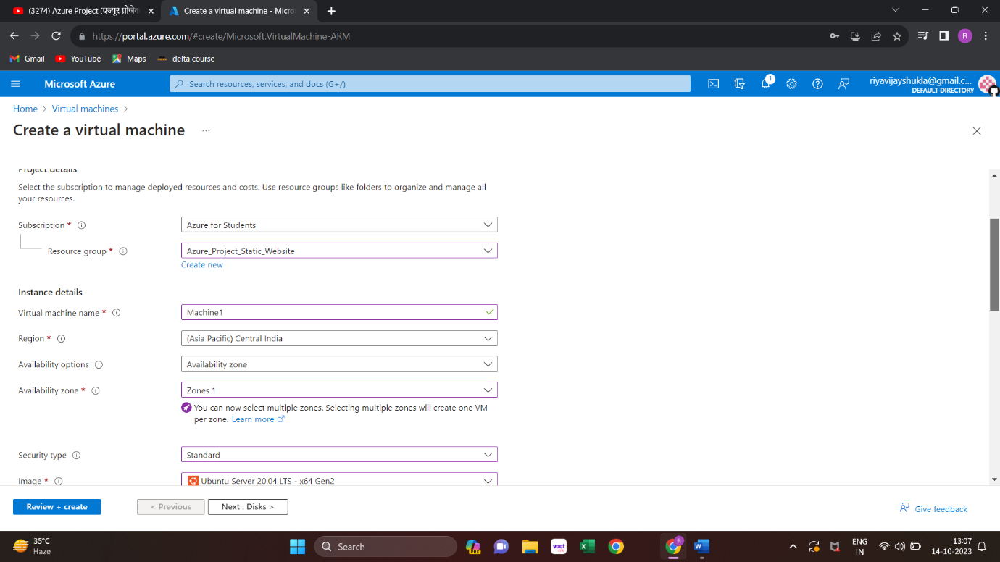 (3274) Azure Project (एज्यूर प्रोजेक
Create a virtual machine - Micro
https://portal.azure.com/#create/Microsoft.VirtualMachine-ARM
R
Gmail
YouTube
Maps
delta course
Microsoft Azure
Search resources, services, and docs (G+/)
1
riyavijayshukla@gmail.c...
DEFAULT DIRECTORY
Home > Virtual machines >
Create a virtual machine ...
Project details
Select the subscription to manage deployed resources and costs. Use resource groups like folders to organize and manage all
your resources.
Subscription * Azure for Students
Resource group * Azure_Project_Static_Website
Create new
Instance details
Virtual machine name * Machine1
Region * (Asia Pacific) Central India
Availability options Availability zone
Availability zone * Zones 1
You can now select multiple zones. Selecting multiple zones will create one VM
per zone. Learn more
Security type Standard
Image * Ubuntu Server 20.04 LTS - x64 Gen2
Review + create
< Previous
Next : Disks >
Give feedback
35°C
Haze
Search
PRE
voot
R
ENG
IN
13:07
14-10-2023